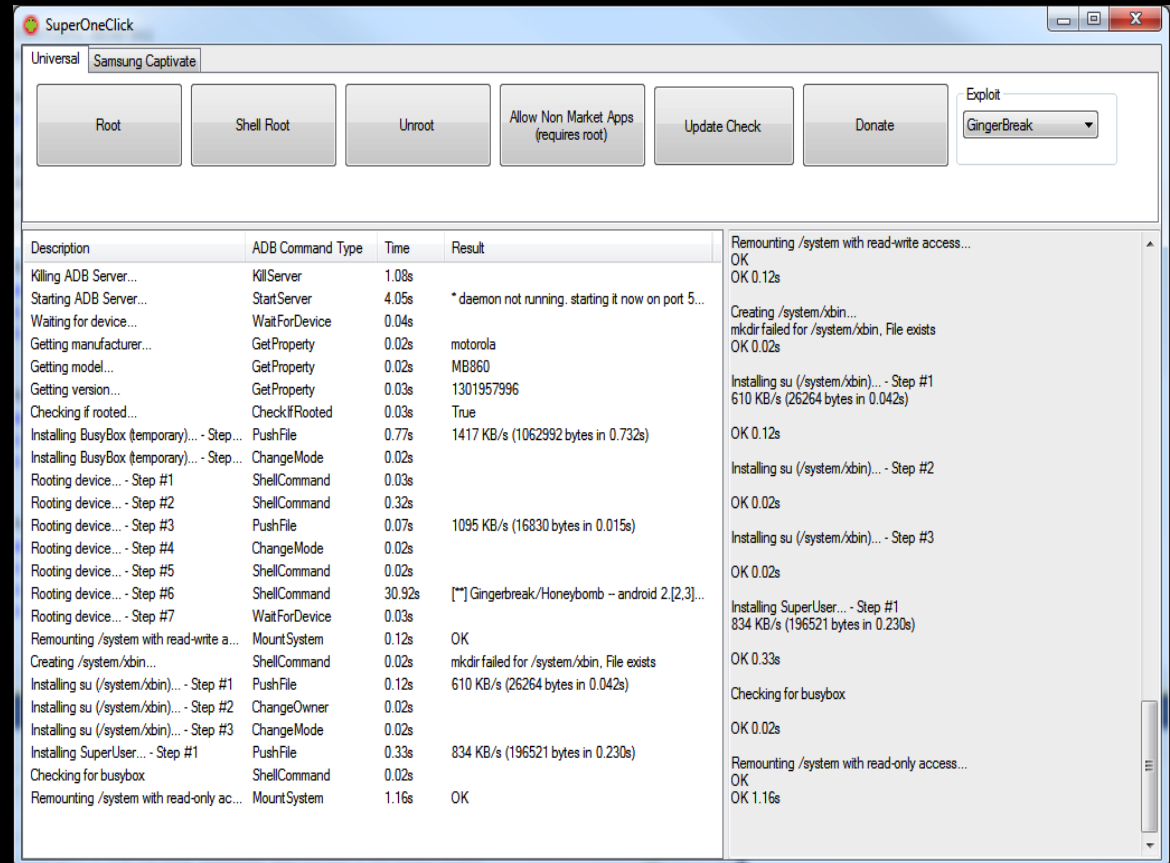 SuperOneClick
Universal
Samsung Captivate
Root
Shell Root
Unroot
Allow Non Market Apps
(requires root)
Update Check
Donate
Exploit
GingerBreak
Description ADB Command Type Time Result
Killing ADB Server... KillServer 1.08s
Starting ADB Server... StartServer 4.05s * daemon not running. starting it now on port 5...
Waiting for device... WaitForDevice 0.04s
Getting manufacturer... GetProperty 0.02s motorola
Getting model... GetProperty 0.02s MB860
Getting version... GetProperty 0.03s 1301957996
Checking if rooted... CheckIfRooted 0.03s True
Installing BusyBox (temporary)... - Step... PushFile 0.77s 1417 KB/s (1062992 bytes in 0.732s)
Installing BusyBox (temporary)... - Step... ChangeMode 0.02s
Rooting device... - Step #1 ShellCommand 0.03s
Rooting device... - Step #2 ShellCommand 0.32s
Rooting device... - Step #3 PushFile 0.07s 1095 KB/s (16830 bytes in 0.015s)
Rooting device... - Step #4 ChangeMode 0.02s
Rooting device... - Step #5 ShellCommand 0.02s
Rooting device... - Step #6 ShellCommand 30.92s [**] Gingerbreak/Honeybomb -- android 2.[2,3]...
Rooting device... - Step #7 WaitForDevice 0.03s
Remounting /system with read-write a... MountSystem 0.12s OK
Creating /system/xbin... ShellCommand 0.02s mkdir failed for /system/xbin, File exists
Installing su (/system/xbin)... - Step #1 PushFile 0.12s 610 KB/s (26264 bytes in 0.042s)
Installing su (/system/xbin)... - Step #2 ChangeOwner 0.02s
Installing su (/system/xbin)... - Step #3 ChangeMode 0.02s
Installing SuperUser... - Step #1 PushFile 0.33s 834 KB/s (196521 bytes in 0.230s)
Checking for busybox ShellCommand 0.02s
Remounting /system with read-only ac... MountSystem 1.16s OK
Remounting /system with read-write access...
OK
OK 0.12s
Creating /system/xbin...
mkdir failed for /system/xbin, File exists
OK 0.02s
Installing su (/system/xbin)... - Step #1
610 KB/s (26264 bytes in 0.042s)
OK 0.12s
Installing su (/system/xbin)... - Step #2
OK 0.02s
Installing su (/system/xbin)... - Step #3
OK 0.02s
Installing SuperUser... - Step #1
834 KB/s (196521 bytes in 0.230s)
OK 0.33s
Checking for busybox
OK 0.02s
Remounting /system with read-only access...
OK
OK 1.16s